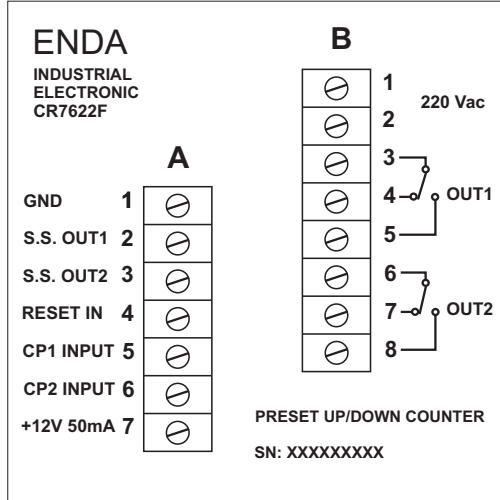 ENDA
INDUSTRIAL
ELECTRONIC
CR7622F
A
GND 1
S.S. OUT1 2
S.S. OUT2 3
RESET IN 4
CP1 INPUT 5
CP2 INPUT 6
+12V 50mA 7
B
1
220 Vac
2
3
4 OUT1
5
6
7 OUT2
8
PRESET UP/DOWN COUNTER
SN: XXXXXXXXX